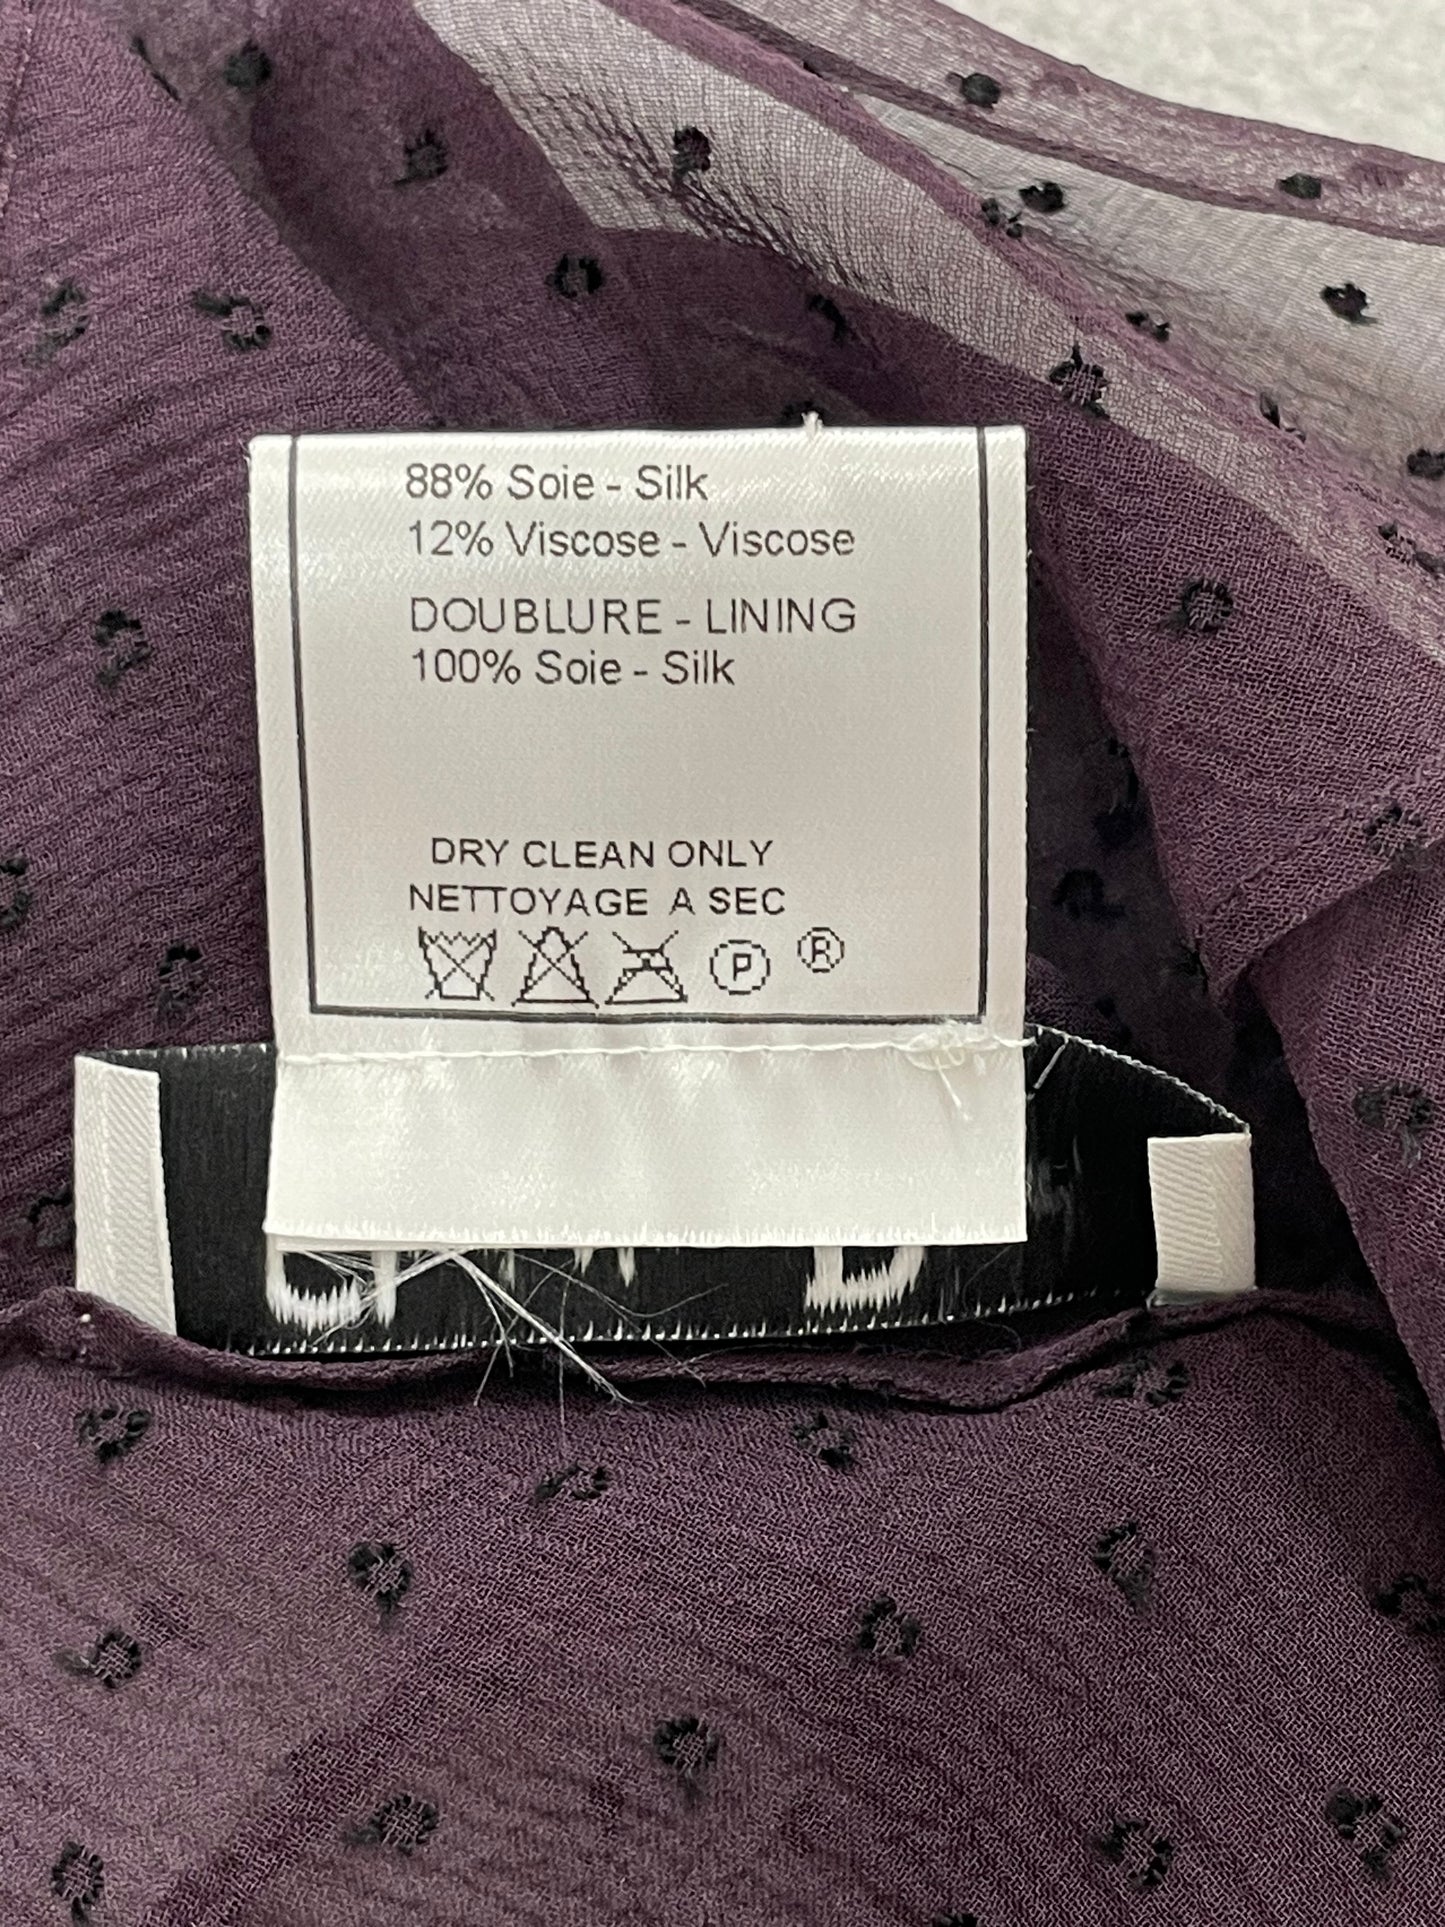 88% Soie - Silk
12% Viscose - Viscose
DOUBLURE - LINING
100% Soie - Silk
DRY CLEAN ONLY
NETTOYAGE A SEC
P ®